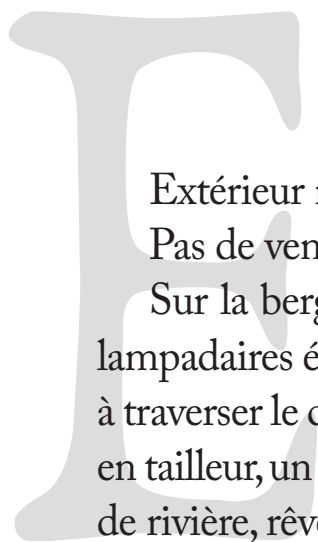 E
Extérieur
Pas de
Sur la
lampadaires
à traverser le
en tailleur, un
de rivière,